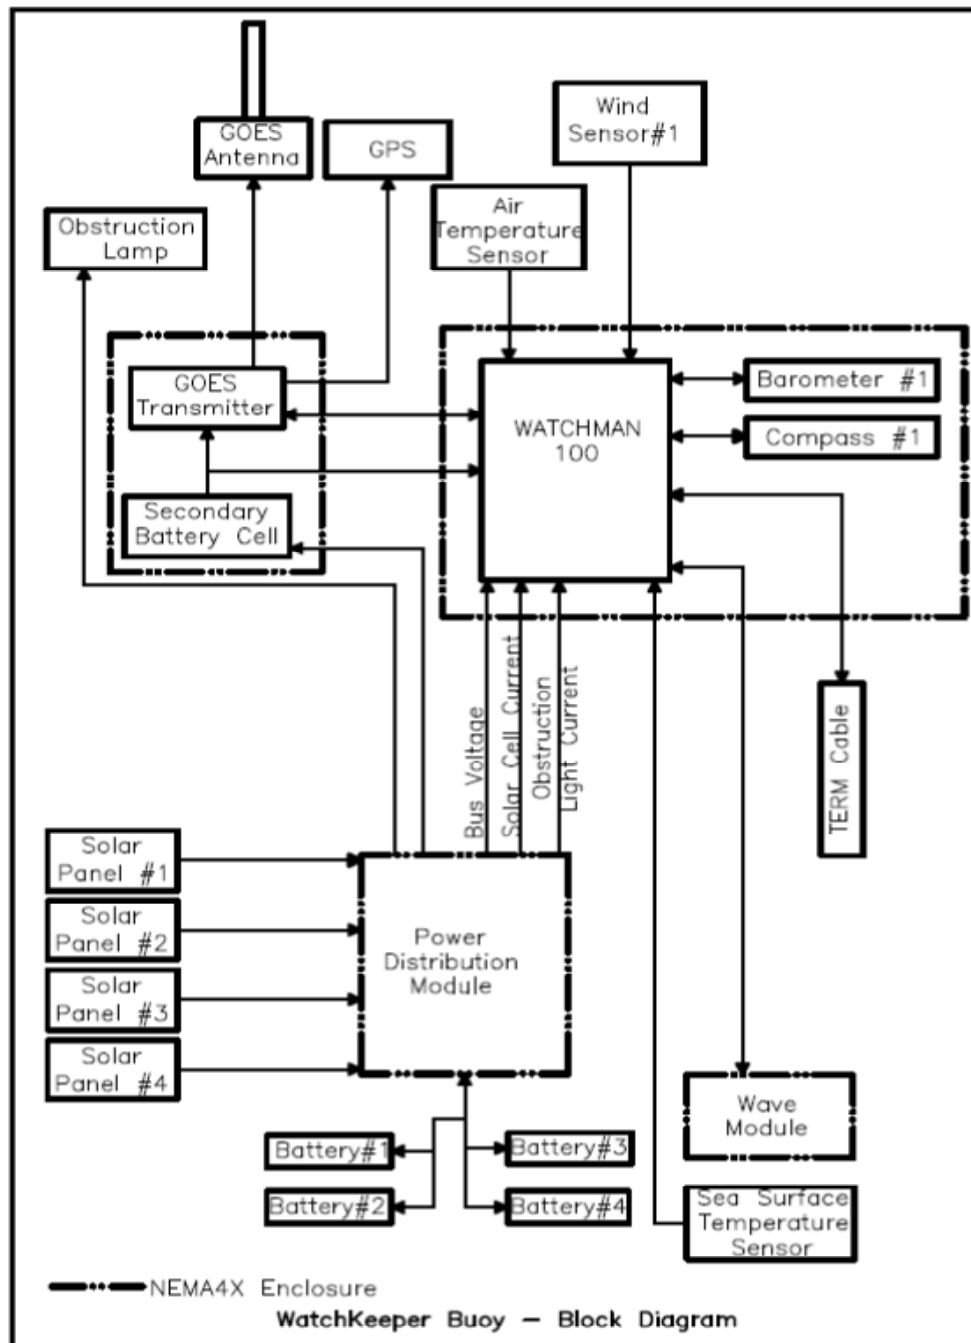 GOES
Antenna
GPS
Wind
Sensor#1
Air
Temperature
Sensor
Obstruction
Lamp
GOES
Transmitter
WATCHMAN
100
Barometer #1
Compass #1
Secondary
Battery Cell
Bus Voltage
Solar Cell Current
Obstruction
Light Current
TERM Cable
Solar
Panel #1
Solar
Panel #2
Solar
Panel #3
Solar
Panel #4
Power
Distribution
Module
Wave
Module
Battery#1
Battery#3
Battery#2
Battery#4
Sea Surface
Temperature
Sensor
NEMA4X Enclosure
WatchKeeper Buoy – Block Diagram